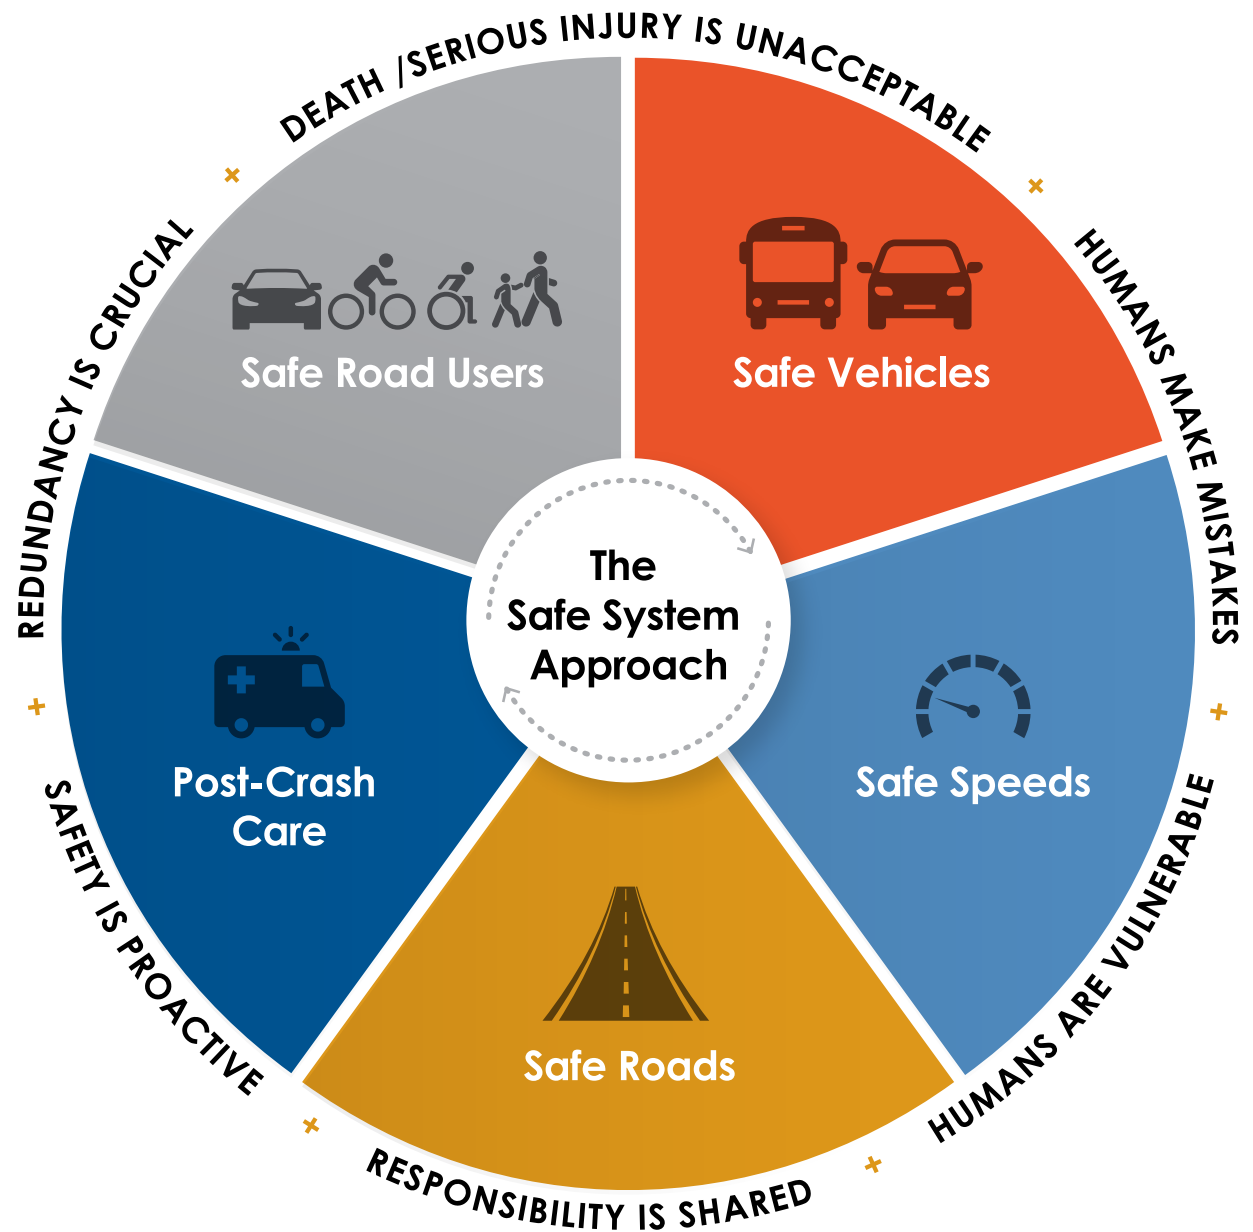 DEATH /SERIOUS INJURY IS UNACCEPTABLE
HUMANS MAKE MISTAKES
HUMANS ARE VULNERABLE
RESPONSIBILITY IS SHARED
SAFETY IS PROACTIVE
REDUNDANCY IS CRUCIAL
Safe Road Users
Safe Vehicles
The
Safe System
Approach
Post-Crash
Care
Safe Speeds
Safe Roads